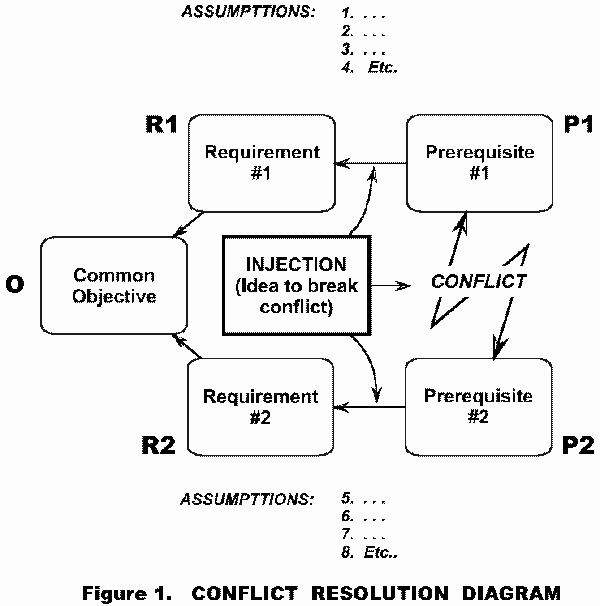 ASSUMPTTIONS: 1. . . .
2. . . .
3. . . .
4. Etc.
R1
Requirement
#1
Prerequisite
#1
P1
O
Common
Objective
INJECTION
(Idea to break
conflict)
CONFLICT
R2
Requirement
#2
Prerequisite
#2
P2
ASSUMPTTIONS: 5. . . .
6. . . .
7. . . .
8. Etc..
Figure 1. CONFLICT RESOLUTION DIAGRAM